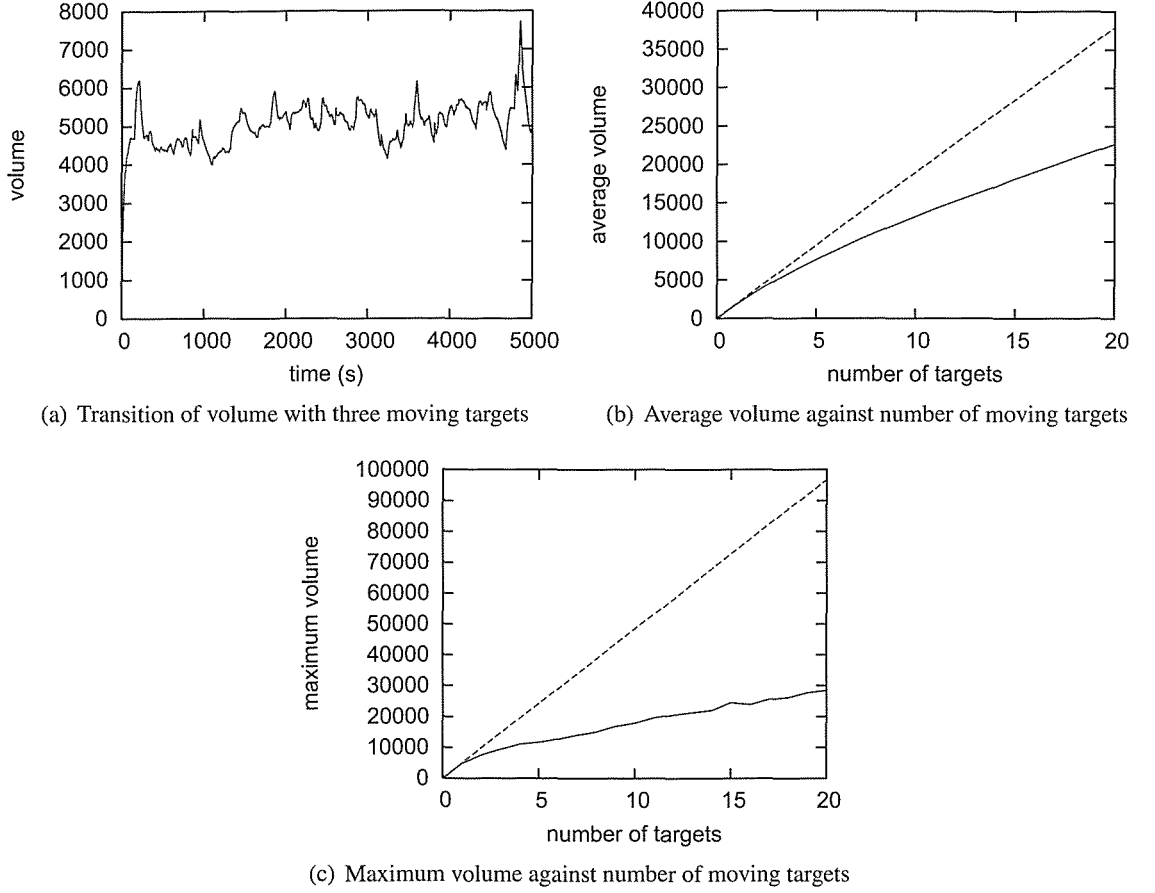 8000
7000
6000
5000
4000
3000
2000
1000
0
volume
0 1000 2000 3000 4000 5000
time (s)
(a) Transition of volume with three moving targets
40000
35000
30000
25000
20000
15000
10000
5000
0
average volume
0 5 10 15 20
number of targets
(b) Average volume against number of moving targets
100000
90000
80000
70000
60000
50000
40000
30000
20000
10000
0
maximum volume
0 5 10 15 20
number of targets
(c) Maximum volume against number of moving targets